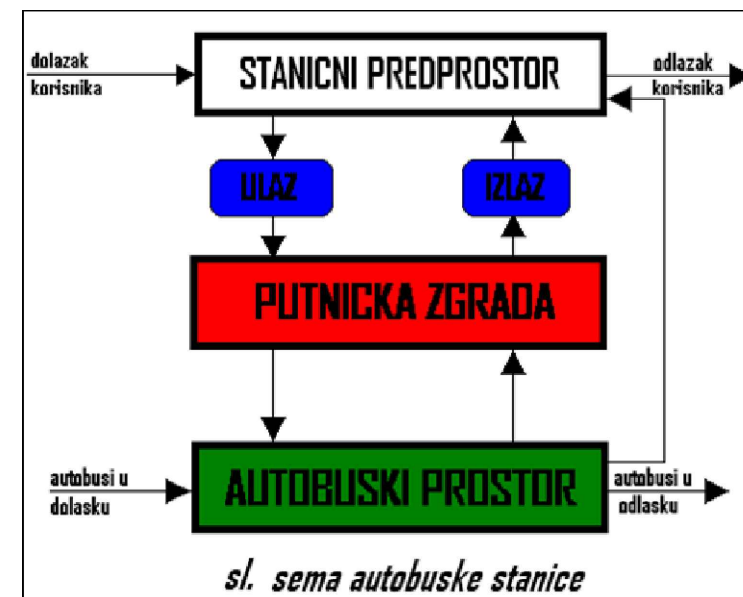 dolazak
korisnika
STANICNI PREDPROSTOR
odlazak
korisnika
ULAZ
IZLAZ
PUTNICKA ZGRADA
autobusi u
dolasku
AUTOBUSKI PROSTOR
autobusi u
odlasku
sl. sema autobuske stanice